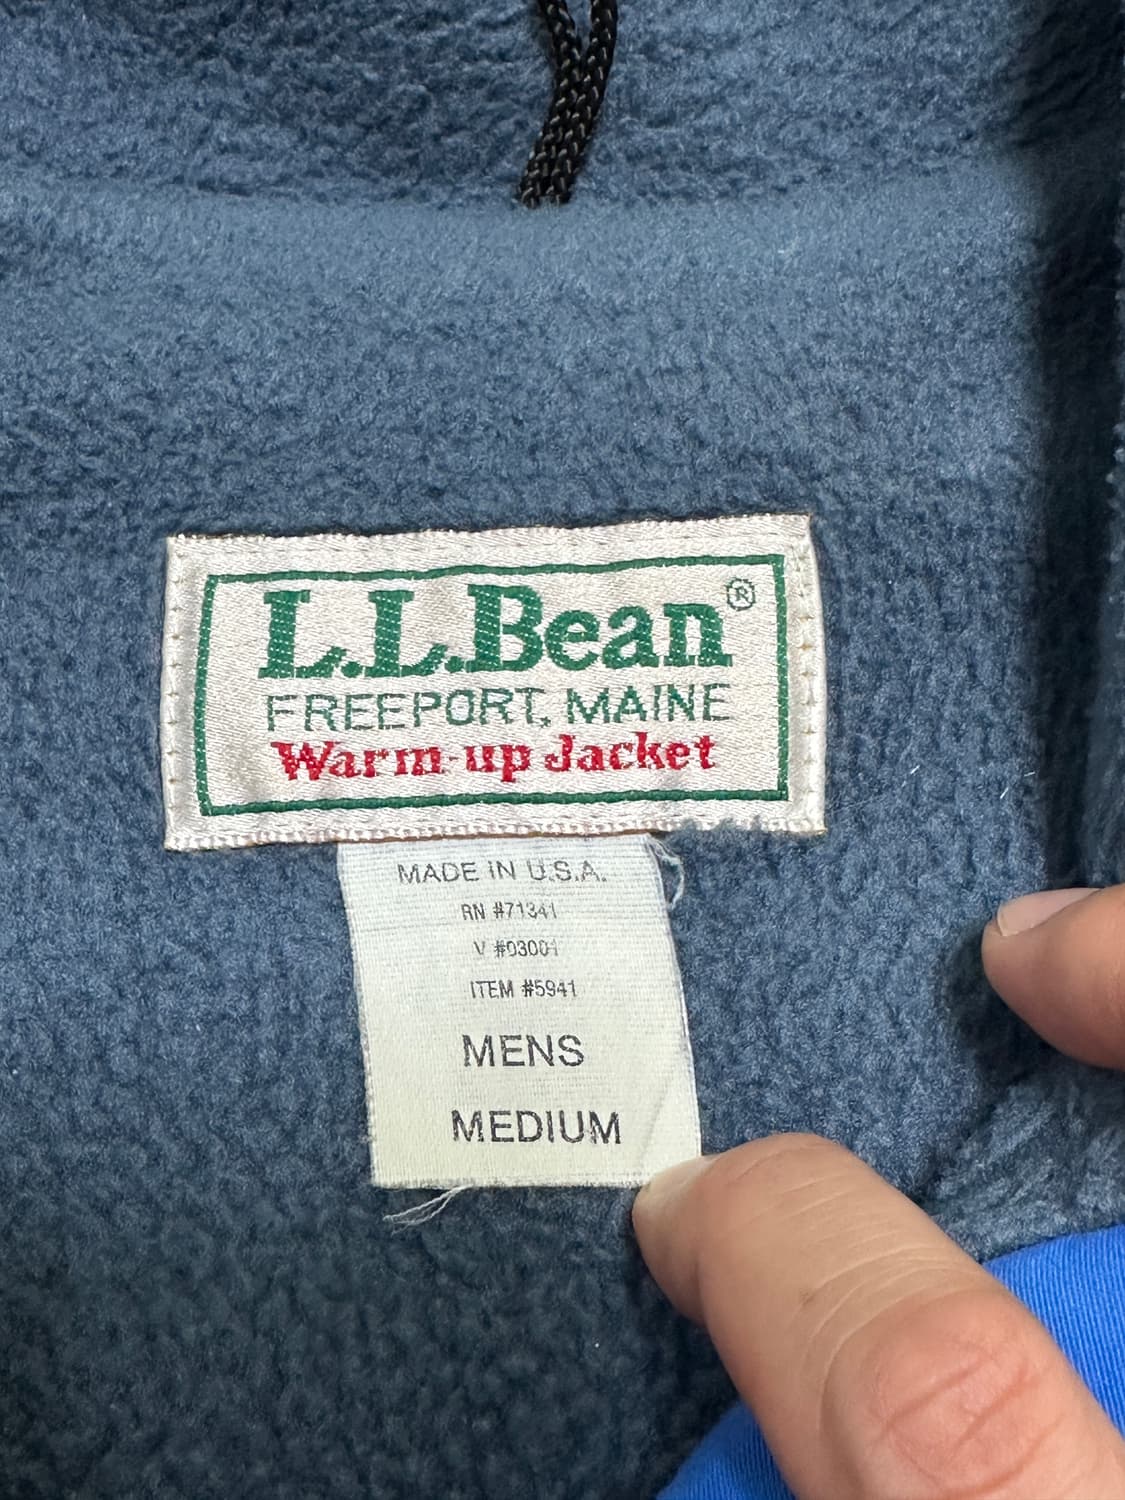 L.L.Bean®
FREEPORT, MAINE
Warm-up Jacket
MADE IN U.S.A.
RN #71341
V #03001
ITEM #5941
MENS
MEDIUM